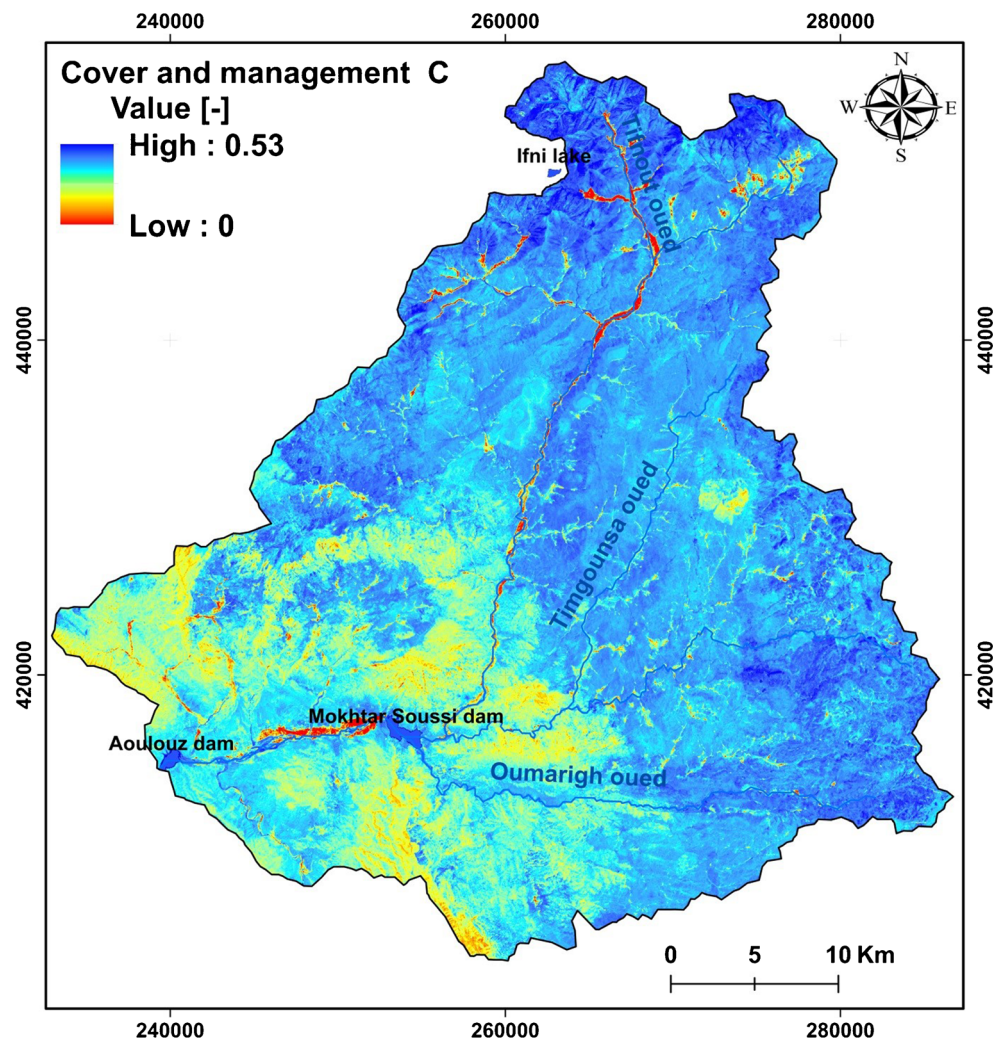 240000
260000
280000
Cover and management C
Value [-]
High : 0.53
Low : 0
N
W
E
S
Ifni lake
Tifnout oued
440000
440000
Timgounsa oued
420000
420000
Mokhtar Soussi dam
Aoulouz dam
Oumarigh oued
0
5
10 Km
240000
260000
280000